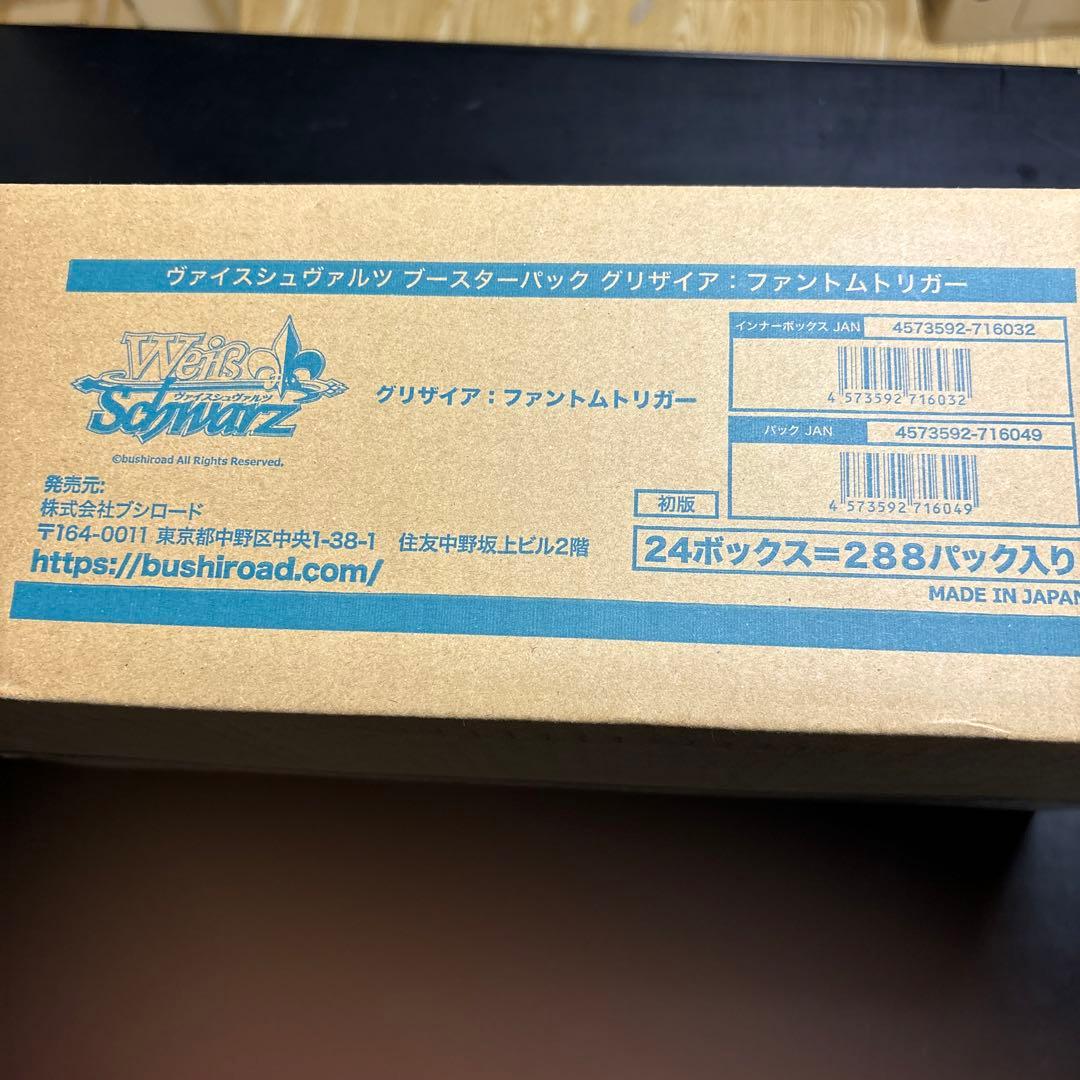 ヴァイスシュヴァルツ ブースターパック グリザイア：ファントムトリガー
Weiß
ヴァイスシュヴァルツ
Schwarz
©bushiroad All Rights Reserved.
グリザイア：ファントムトリガー
インナーボックス JAN 4573592-716032
4 573592 716032
パック JAN 4573592-716049
4 573592 716049
発売元:
株式会社ブシロード
〒164-0011 東京都中野区中央1-38-1 住友中野坂上ビル2階
https://bushiroad.com/
初版
24ボックス=288パック入り
MADE IN JAPAN